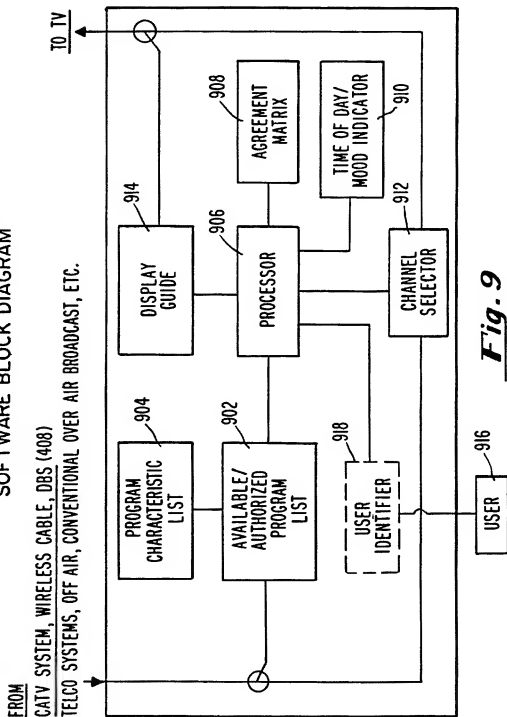 SOFTWARE BLOCK DIAGRAM
FROM
CATV SYSTEM, WIRELESS CABLE, DBS (408)
TELCO SYSTEMS, OFF AIR, CONVENTIONAL OVER AIR BROADCAST, ETC.
TO TV
904
PROGRAM
CHARACTERISTIC
LIST
914
DISPLAY
GUIDE
908
AGREEMENT
MATRIX
902
AVAILABLE/
AUTHORIZED
PROGRAM
LIST
906
PROCESSOR
TIME OF DAY/
MOOD INDICATOR
910
918
USER
IDENTIFIER
912
CHANNEL
SELECTOR
916
USER
Fig. 9